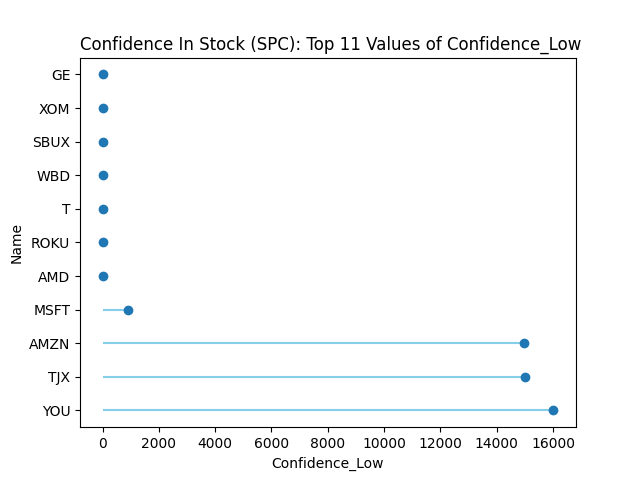 Confidence In Stock (SPC): Top 11 Values of Confidence_Low
GE
XOM
SBUX
WBD
T
ROKU
AMD
MSFT
AMZN
TJX
YOU
Name
0 2000 4000 6000 8000 10000 12000 14000 16000
Confidence_Low